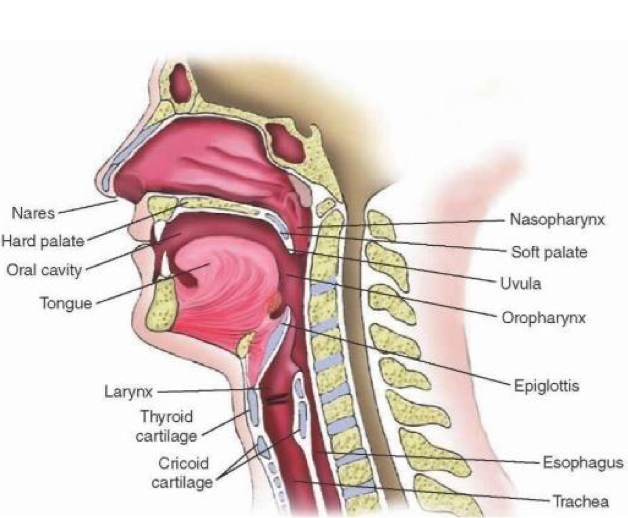 Nares
Hard palate
Oral cavity
Tongue
Larynx
Thyroid
cartilage
Cricoid
cartilage
Nasopharynx
Soft palate
Uvula
Oropharynx
Epiglottis
Esophagus
Trachea